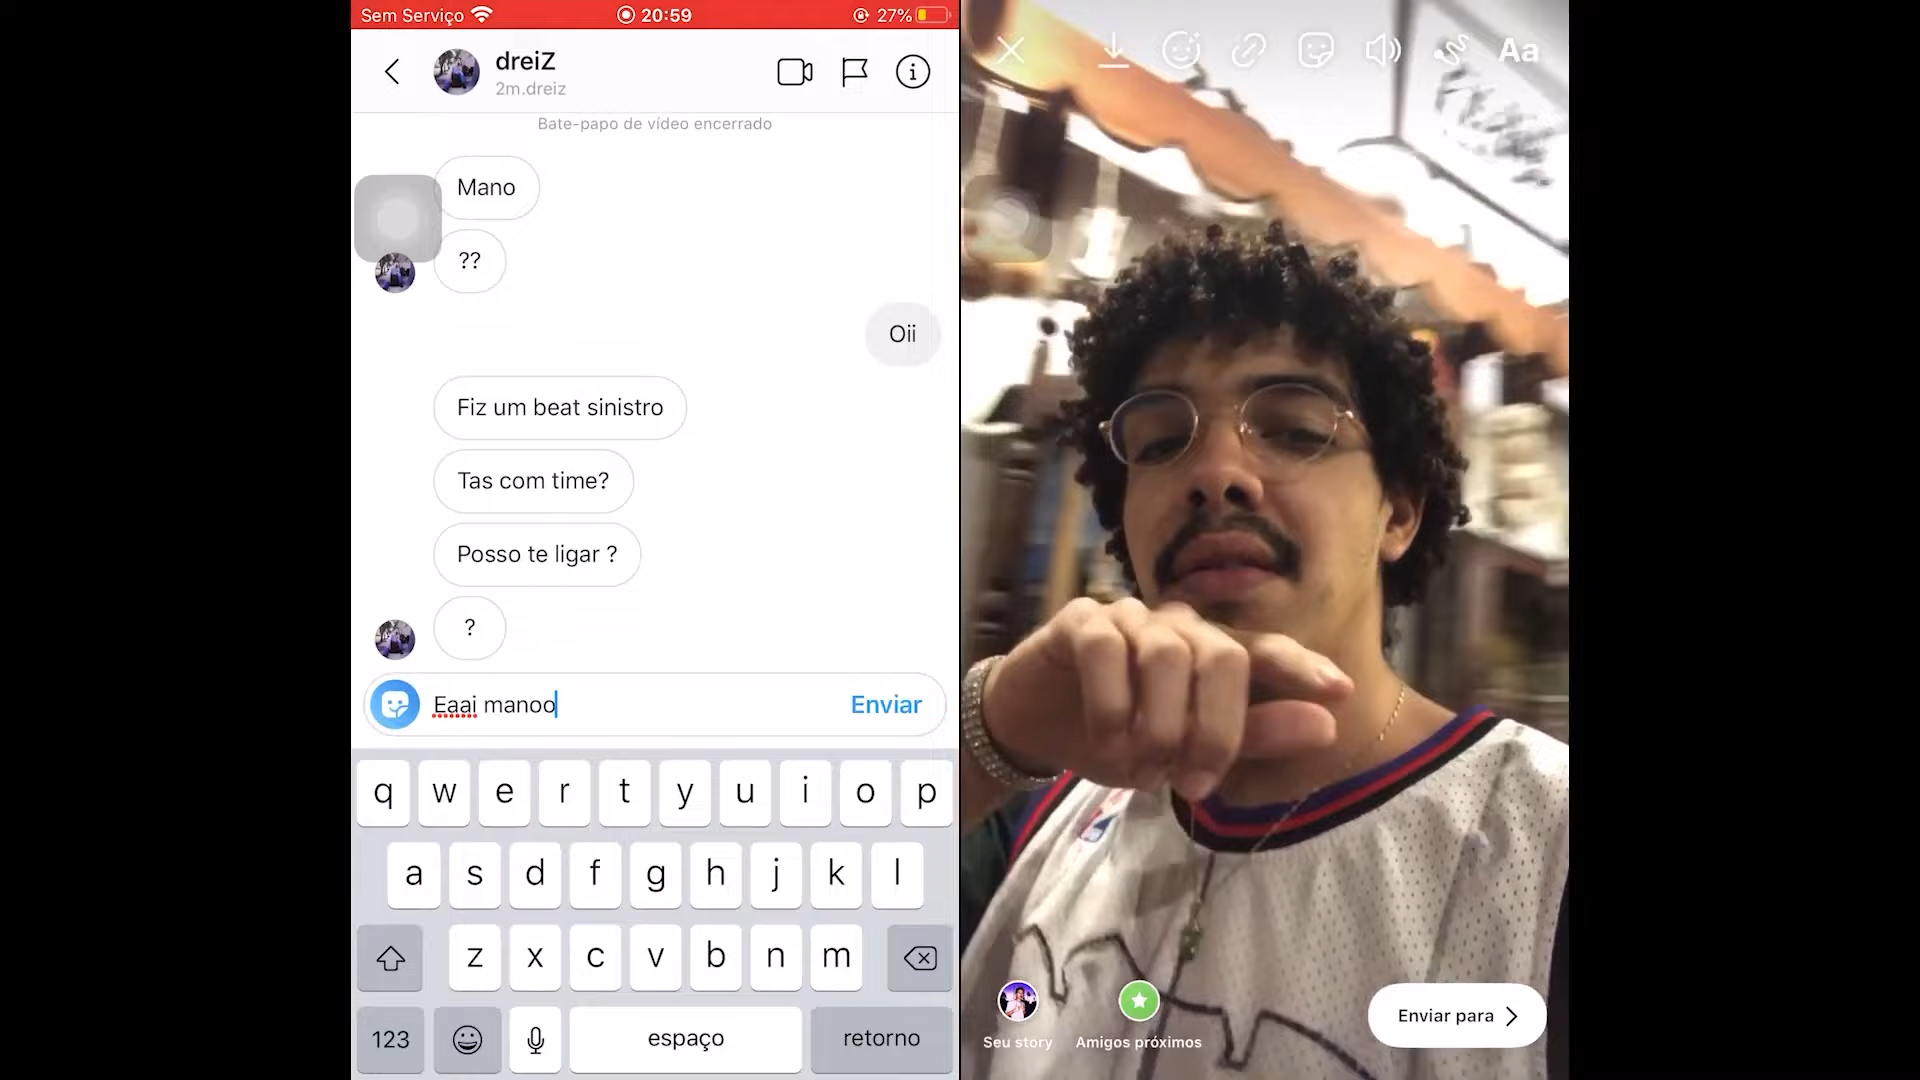 Sem Serviço
20:59
27%
dreiZ
2m.dreiz
Bate-papo de vídeo encerrado
Mano
??
Oii
Fiz um beat sinistro
Tas com time?
Posso te ligar ?
?
Eaai manoo
Enviar
q w e r t y u i o p
a s d f g h j k l
z x c v b n m
123
espaço
retorno
Aa
Seu story
Amigos próximos
Enviar para